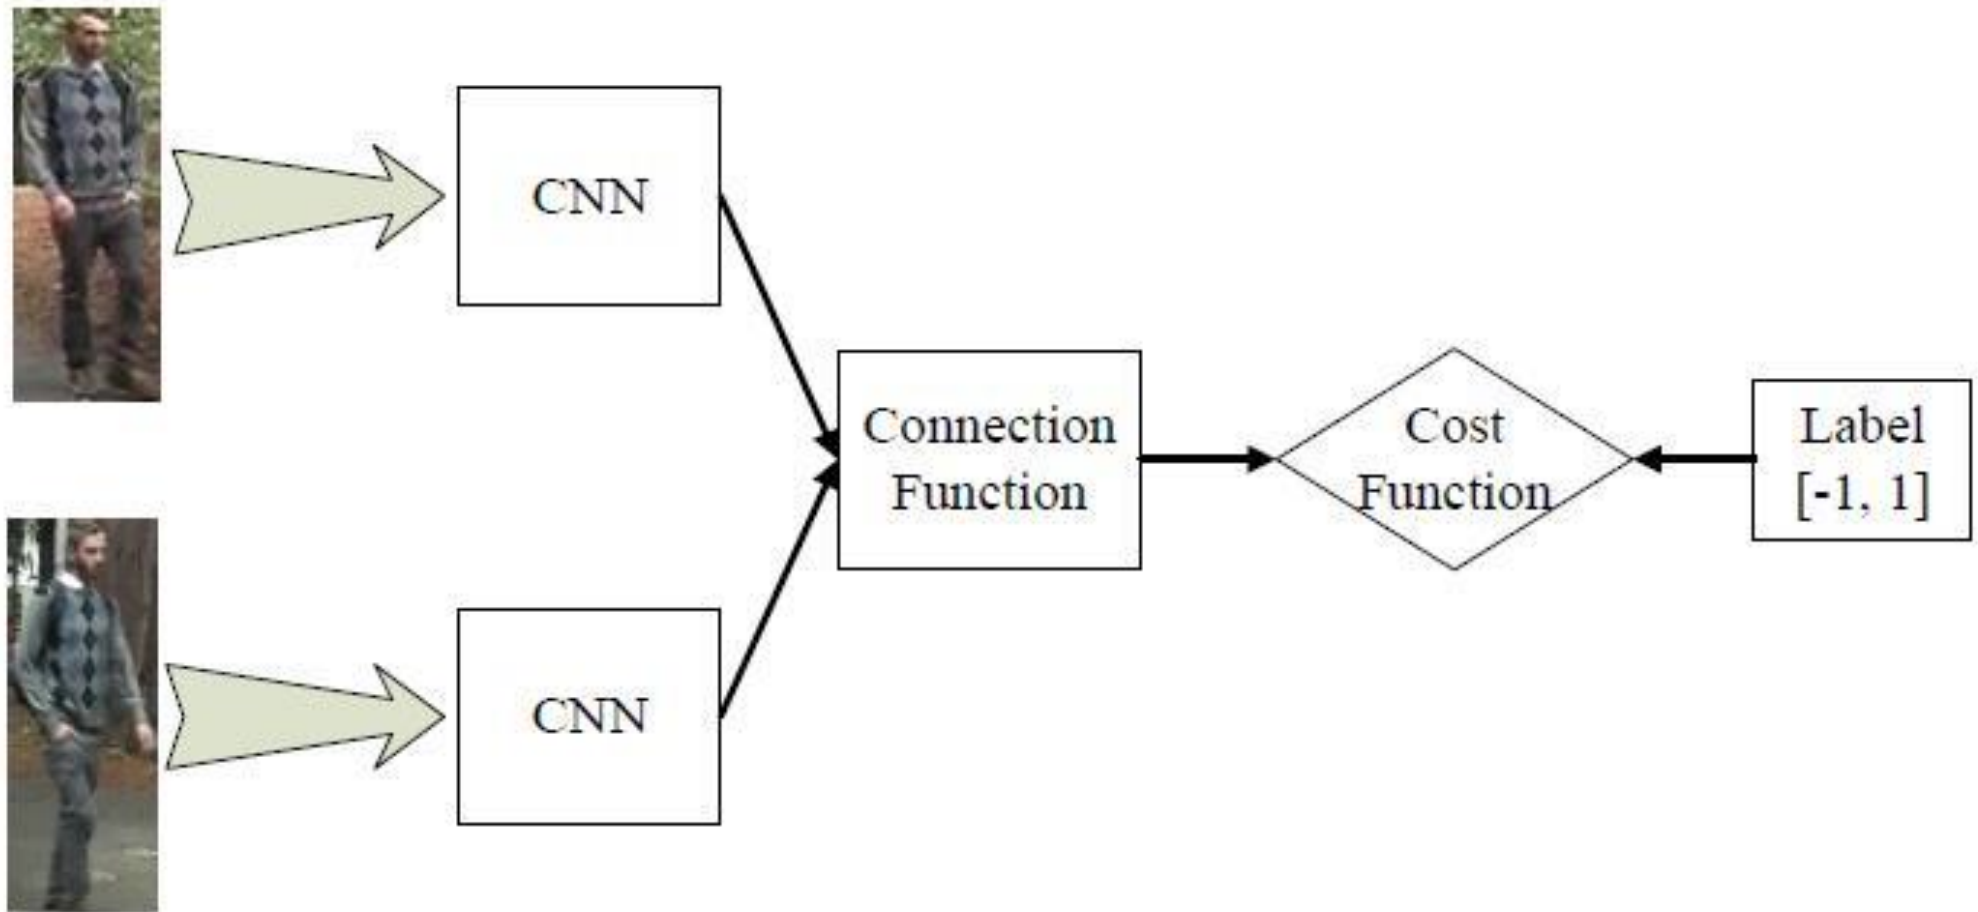 CNN
Connection
Function
Cost
Function
Label
[-1, 1]
CNN